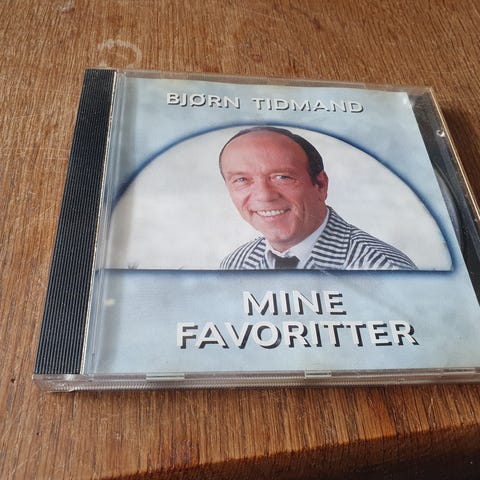 BJØRN TIDMAND
MINE
FAVORITTER